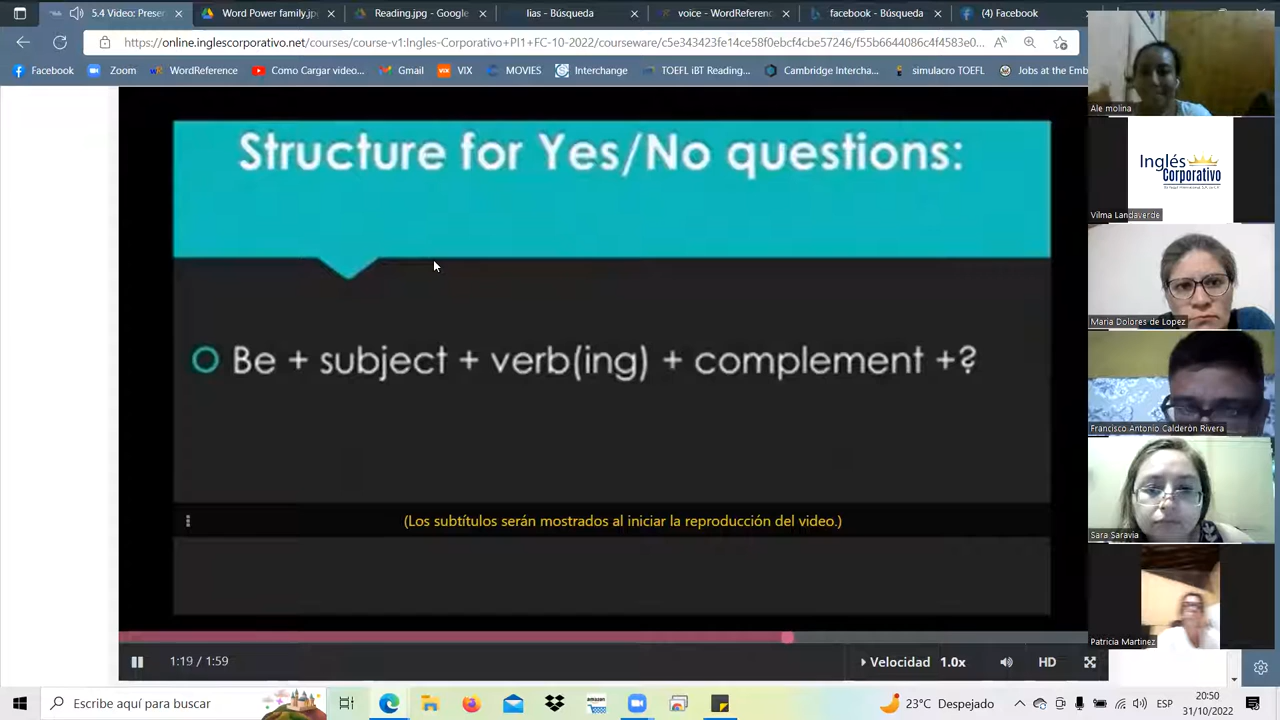 5.4 Video: Presen
Word Power family.jp
Reading.jpg - Google
lias - Búsqueda
voice - WordReferenc
facebook - Búsqueda
(4) Facebook
https://online.inglescorporativo.net/courses/course-v1:Ingles-Corporativo+PI1+FC-10-2022/courseware/c5e343423fe14ce58f0ebcf4cbe57246/f55b6644086c4f4583e0...
Facebook
Zoom
WordReference
Como Cargar video...
Gmail
VIX
MOVIES
Interchange
TOEFL iBT Reading...
Cambridge Intercha...
simulacro TOEFL
Jobs at the Emb
Structure for Yes/No questions:
Be + subject + verb(ing) + complement +?
(Los subtítulos serán mostrados al iniciar la reproducción del video.)
1:19 / 1:59
Velocidad 1.0x
HD
Ale molina
Inglés
Corporativo
Vilma Landaverde
Maria Dolores de Lopez
Francisco Antonio Calderón Rivera
Sara Saravia
Patricia Martinez
Escribe aquí para buscar
amazon
23°C Despejado
ESP
20:50
31/10/2022